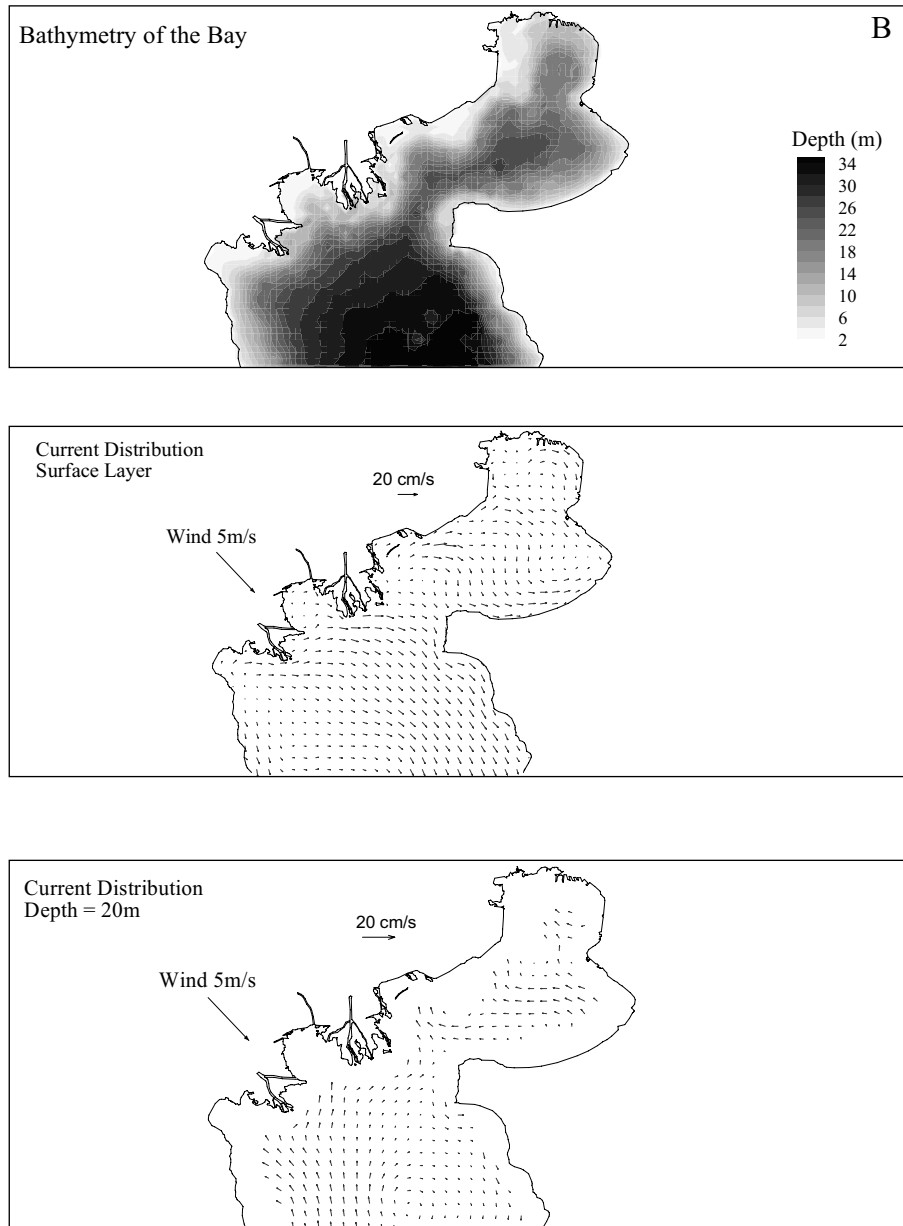 Bathymetry of the Bay
B
Depth (m)
34
30
26
22
18
14
10
6
2
Current Distribution
Surface Layer
20 cm/s
Wind 5m/s
Current Distribution
Depth = 20m
20 cm/s
Wind 5m/s